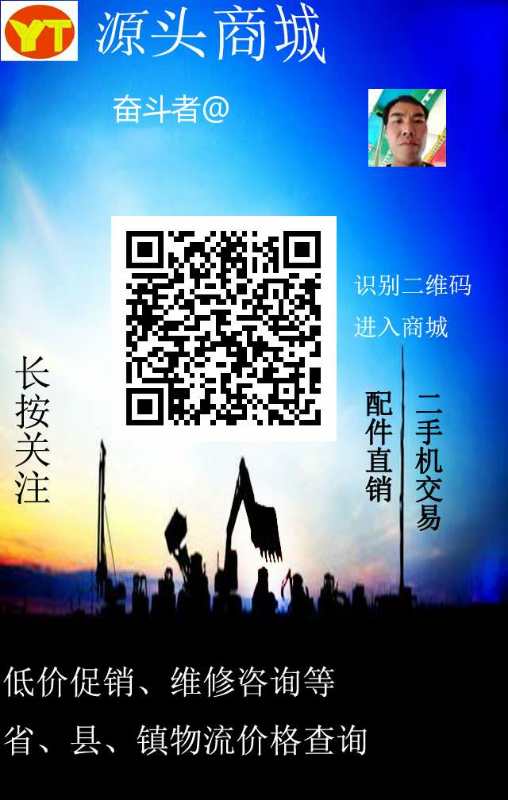 YT
源头商城
奋斗者@
识别二维码
进入商城
长按关注
配件直销
二手机交易
低价促销、维修咨询等
省、县、镇物流价格查询